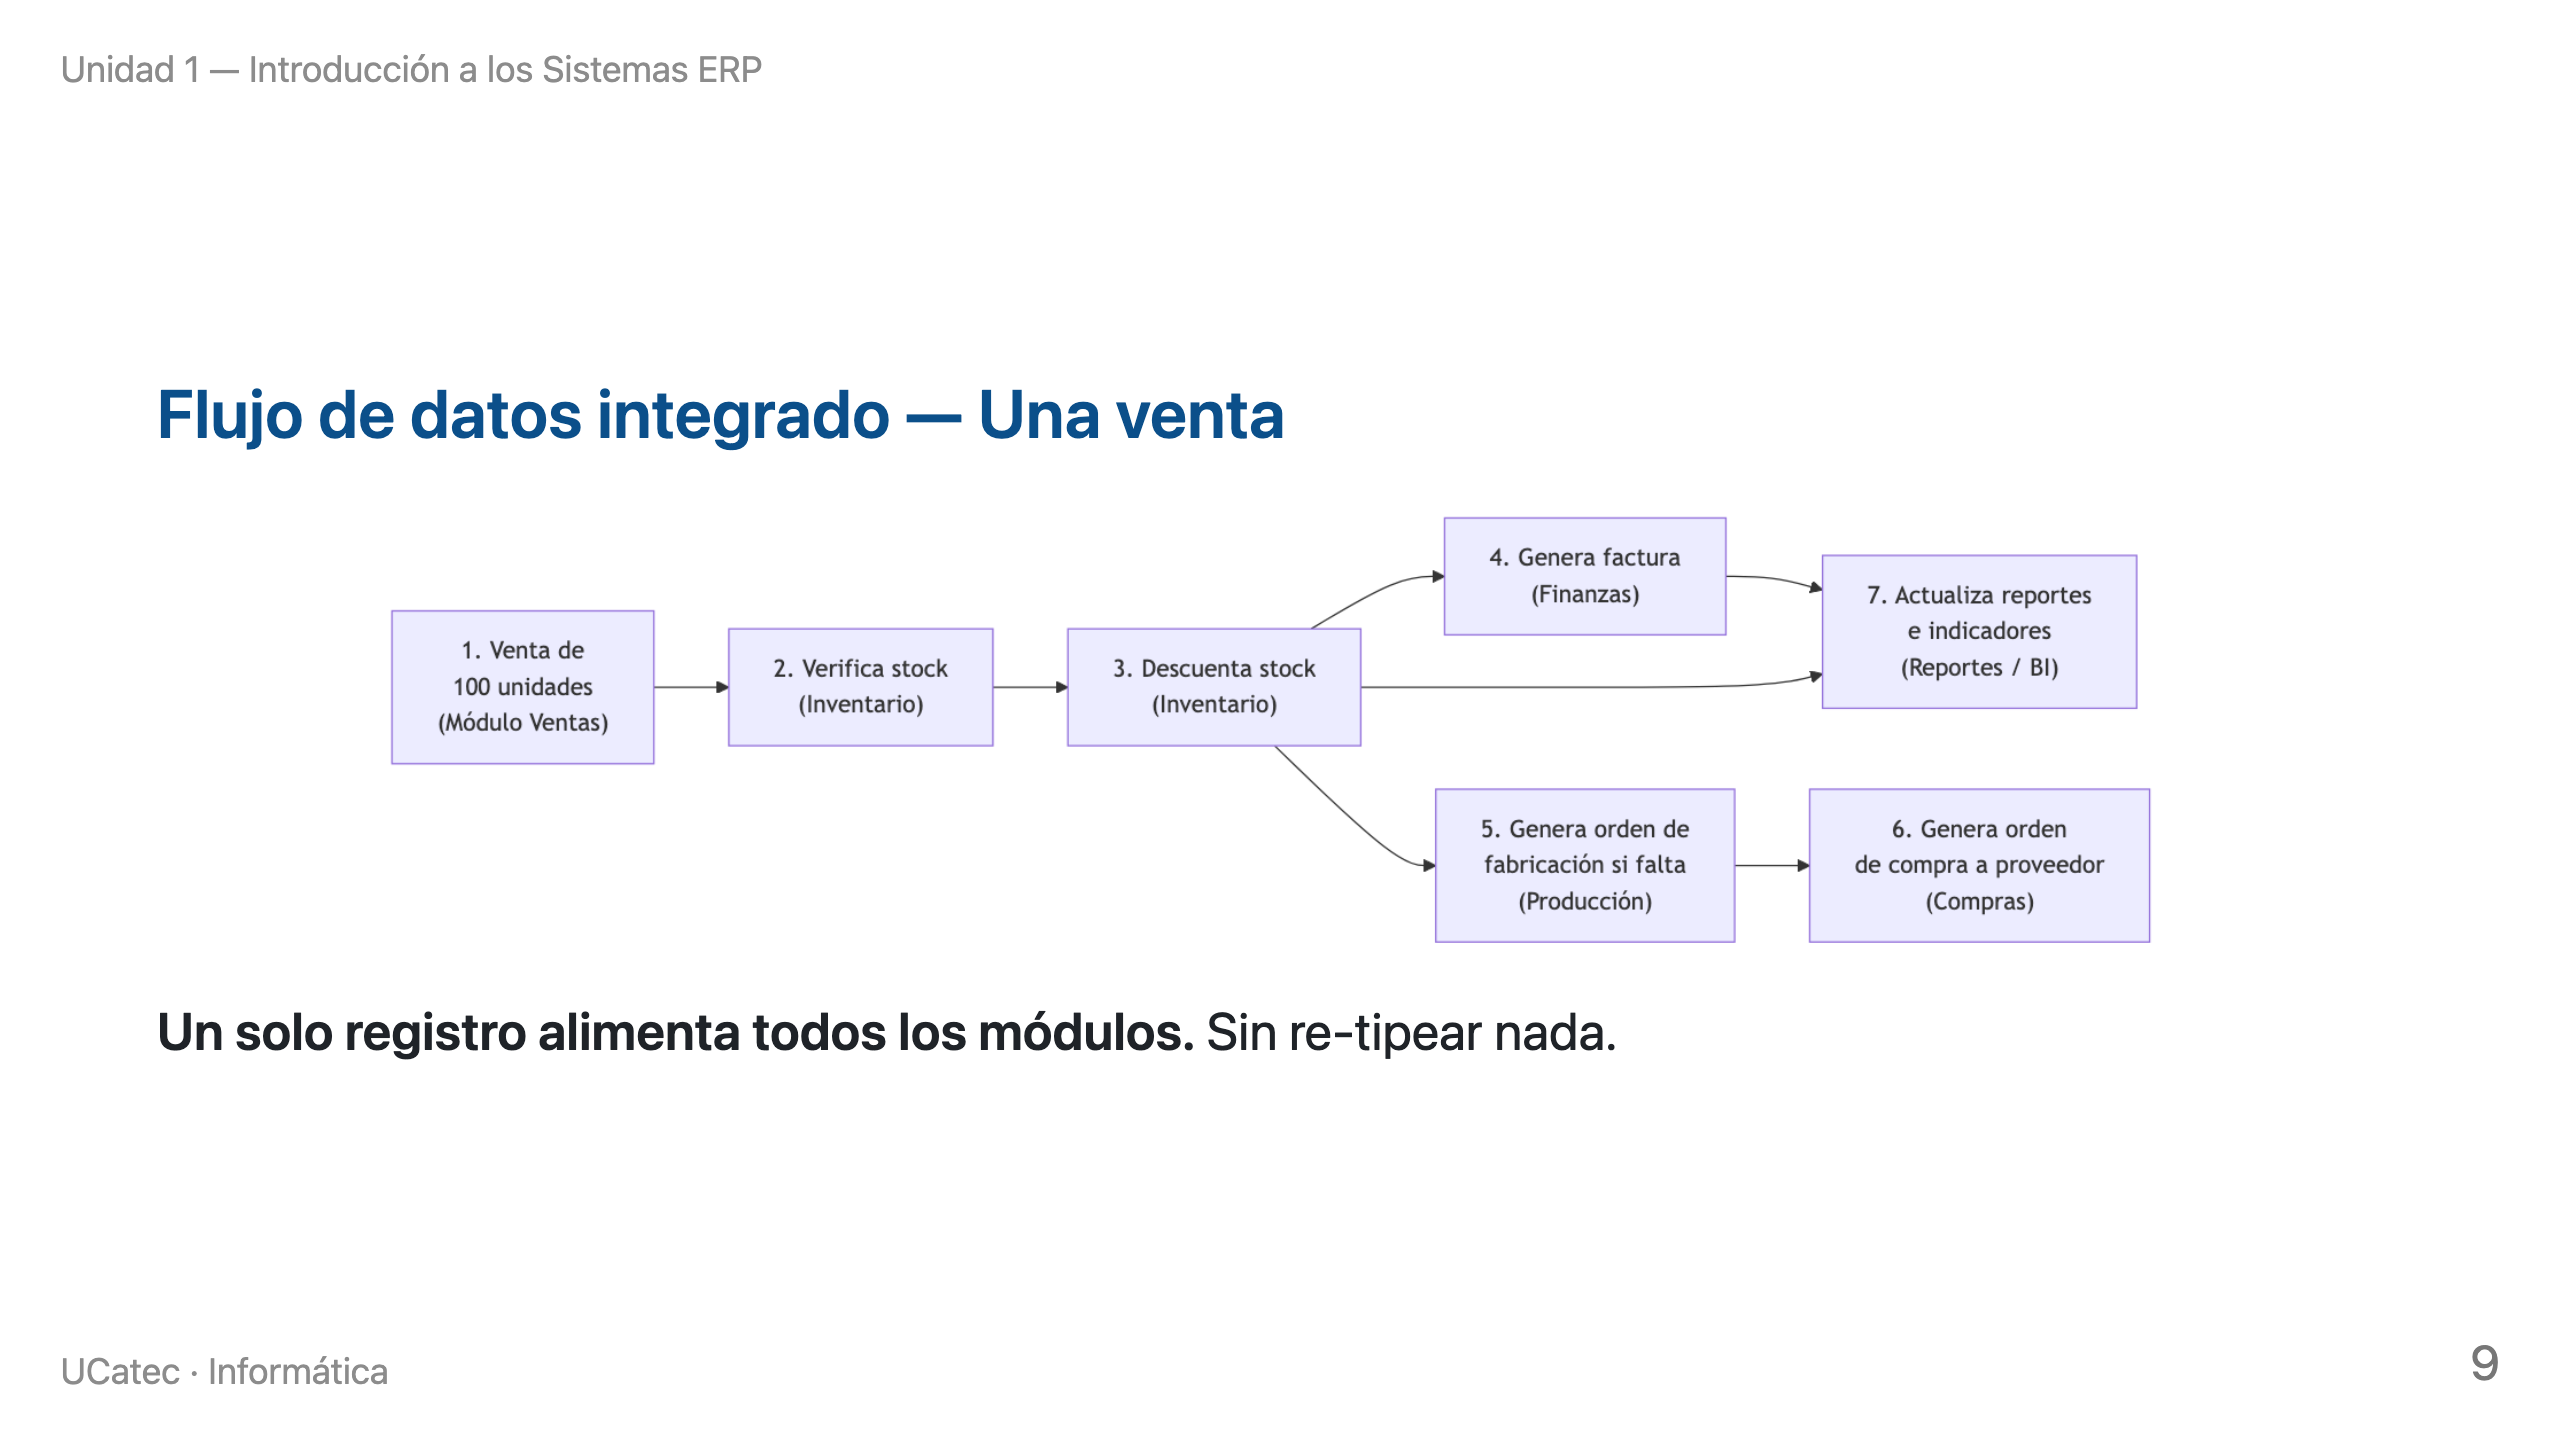 Unidad 1 — Introducción a los Sistemas ERP
Flujo de datos integrado — Una venta
1. Venta de
100 unidades
(Módulo Ventas)
2. Verifica stock
(Inventario)
3. Descuenta stock
(Inventario)
4. Genera factura
(Finanzas)
5. Genera orden de
fabricación si falta
(Producción)
6. Genera orden
de compra a proveedor
(Compras)
7. Actualiza reportes
e indicadores
(Reportes / BI)
Un solo registro alimenta todos los módulos. Sin re-tipear nada.
UCatec · Informática
9